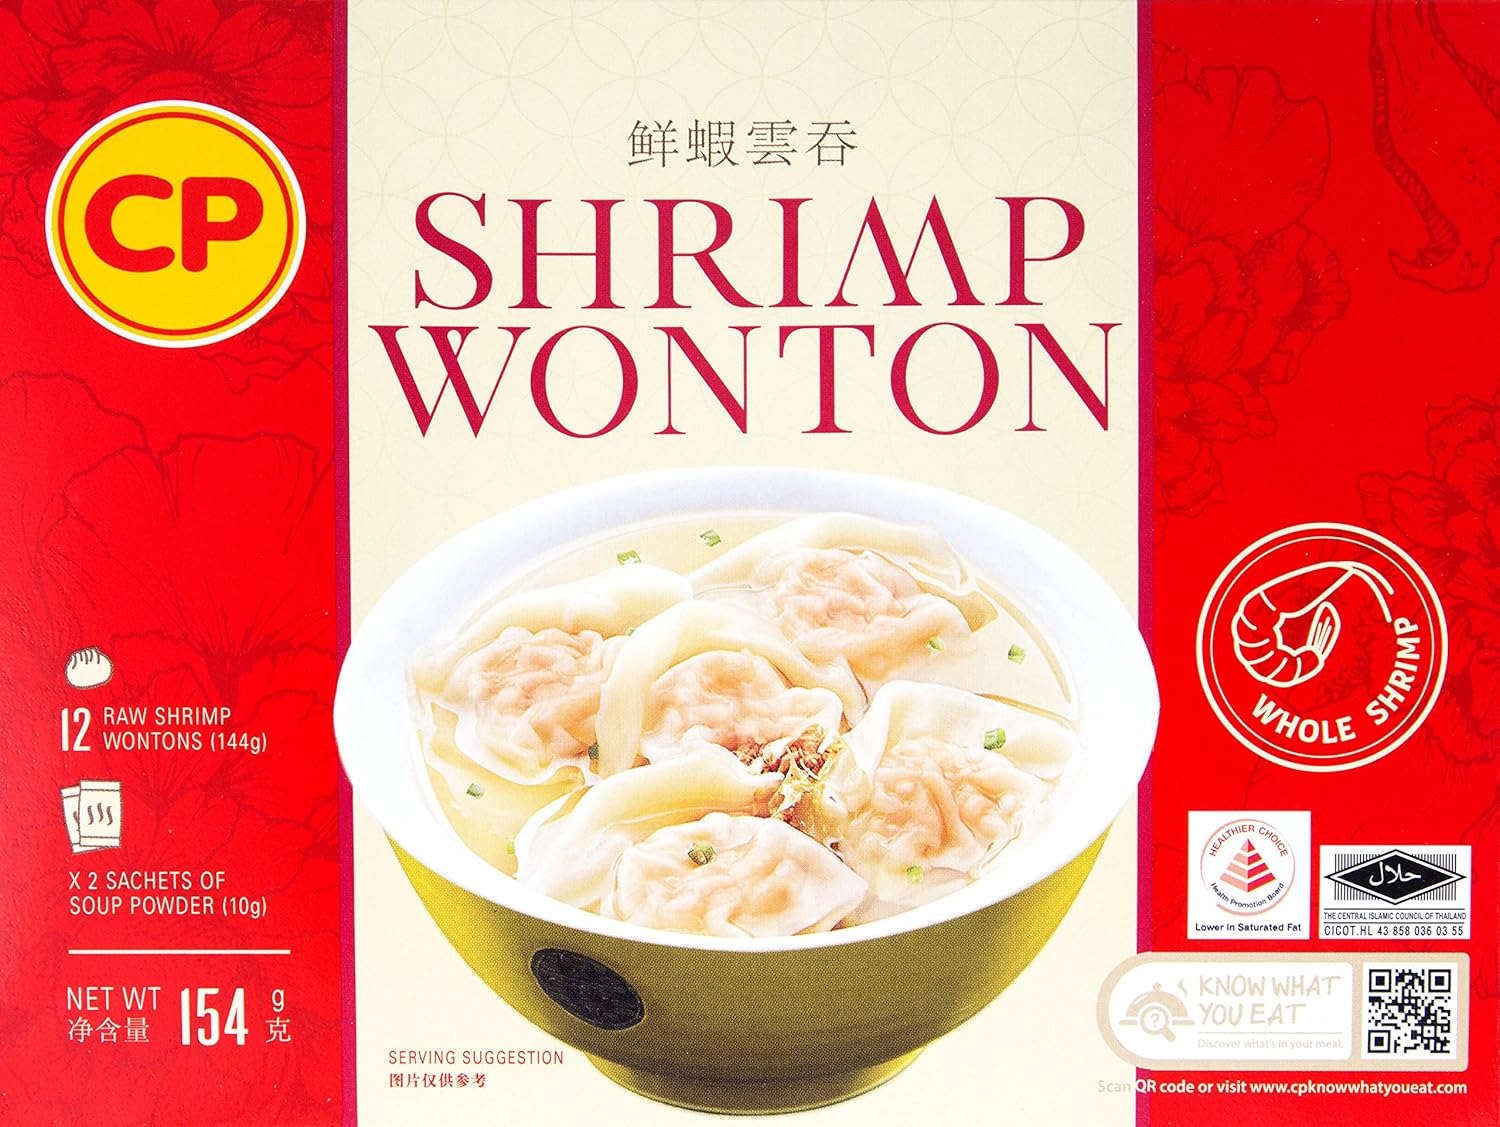 CP
鲜蝦雲吞
SHRIMP
WONTON
12 RAW SHRIMP
WONTONS (144g)
X 2 SACHETS OF
SOUP POWDER (10g)
NET WT 154 g
净含量 克
SERVING SUGGESTION
图片仅供参考
WHOLE SHRIMP
HEALTHIER CHOICE
Health Promotion Board
Lower In Saturated Fat
حلال
THE CENTRAL ISLAMIC COUNCIL OF THAILAND
CICOT.HL 43 858 036 03 55
KNOW WHAT
YOU EAT
Discover what's in your meal.
Scan QR code or visit www.cpknowwhatyoueat.com